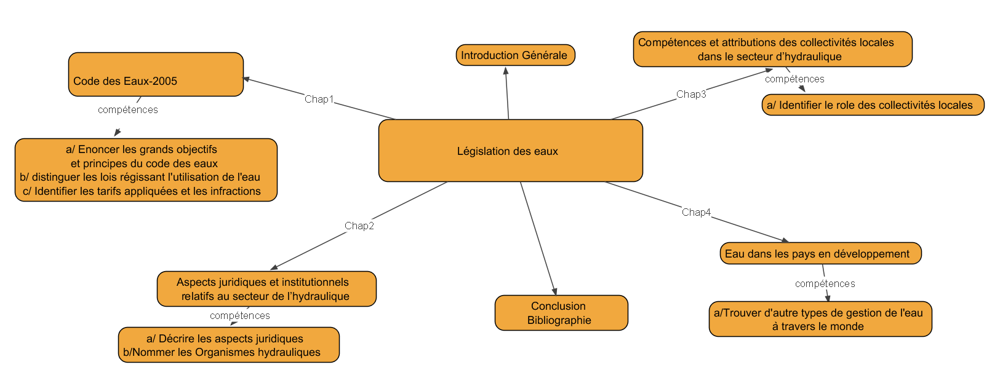 Introduction Générale
Compétences et attributions des collectivités locales
dans le secteur d’hydraulique
compétences
a/ Identifier le role des collectivités locales
Chap3
Code des Eaux-2005
Chap1
compétences
a/ Enoncer les grands objectifs
et principes du code des eaux
b/ distinguer les lois régissant l'utilisation de l'eau
c/ Identifier les tarifs appliquées et les infractions
Législation des eaux
Chap2
Aspects juridiques et institutionnels
relatifs au secteur de l’hydraulique
compétences
a/ Décrire les aspects juridiques
b/Nommer les Organismes hydrauliques
Conclusion
Bibliographie
Chap4
Eau dans les pays en développement
compétences
a/Trouver d'autre types de gestion de l'eau
à travers le monde